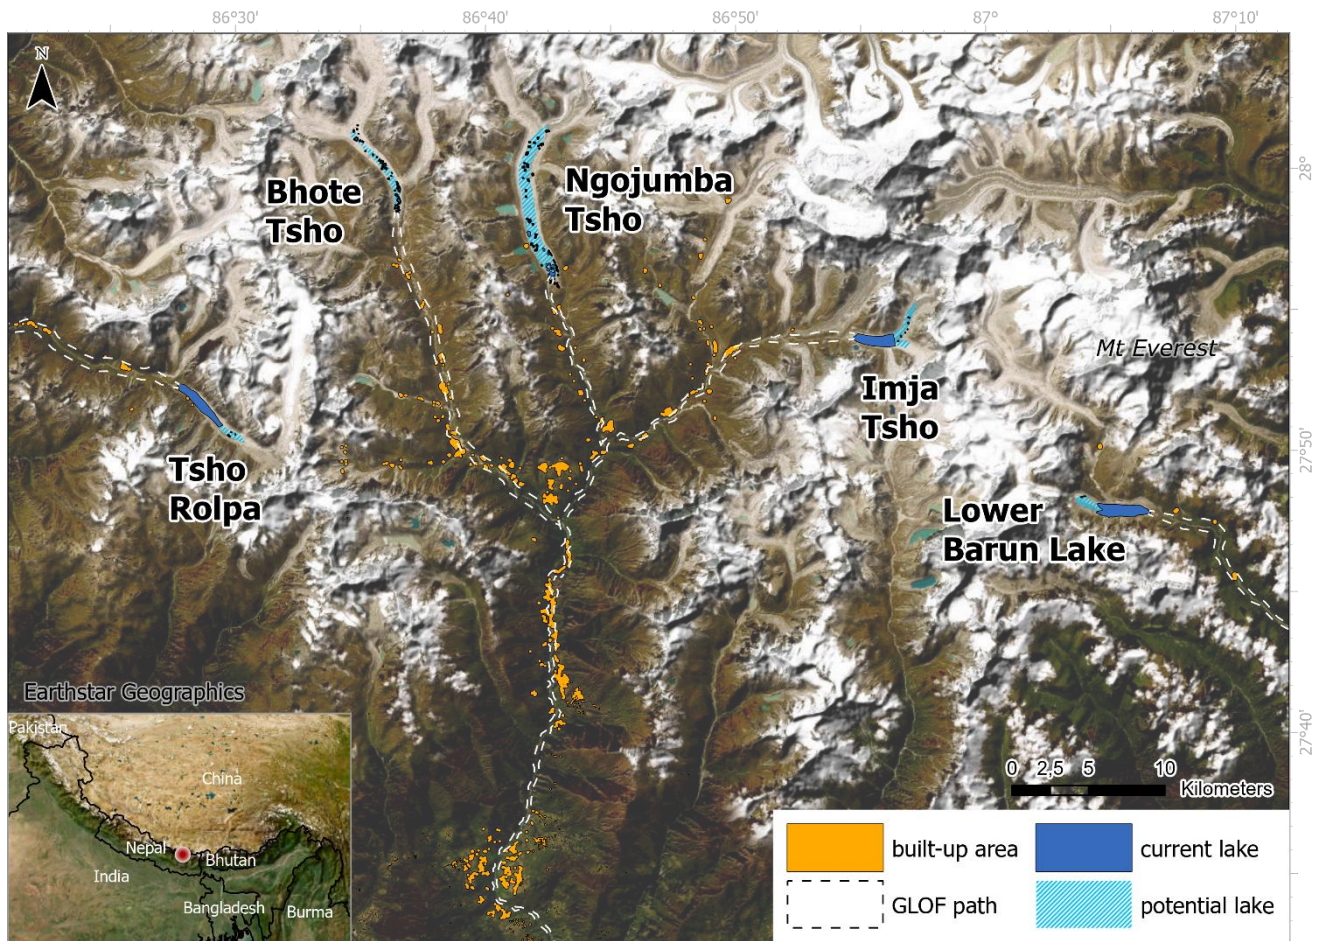 86°30'
86°40'
86°50'
87°
87°10'
N
Bhote
Tsho
Ngojumba
Tsho
28°
Mt Everest
Imja
Tsho
Tsho
Rolpa
27°50'
Lower
Barun Lake
Earthstar Geographics
27°40'
Pakistan
China
Nepal
Bhutan
India
Bangladesh
Burma
0 2,5 5 10
Kilometers
built-up area
current lake
GLOF path
potential lake